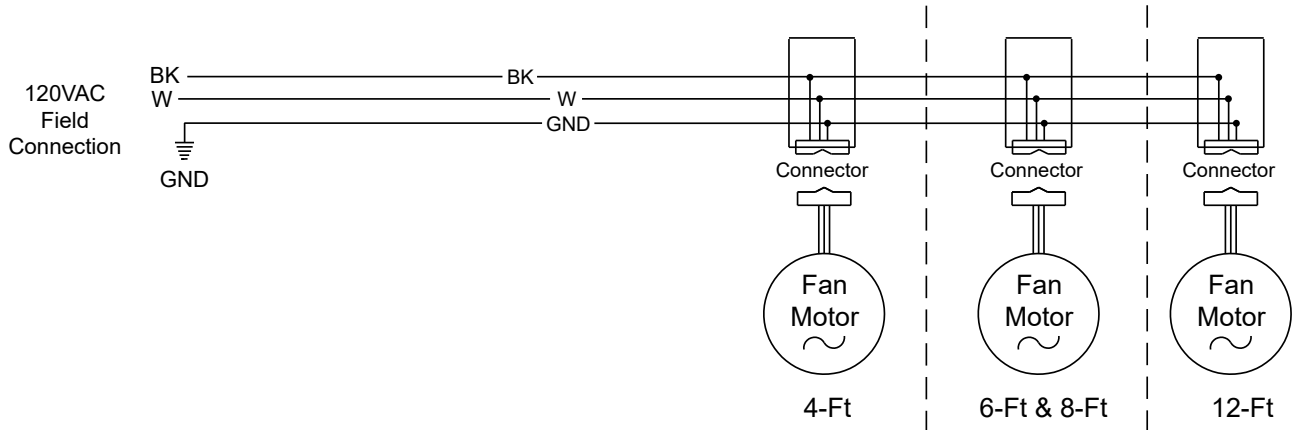 120VAC
Field
Connection
BK
W
GND
BK
W
GND
Connector
Connector
Connector
Fan
Motor
Fan
Motor
Fan
Motor
4-Ft
6-Ft & 8-Ft
12-Ft